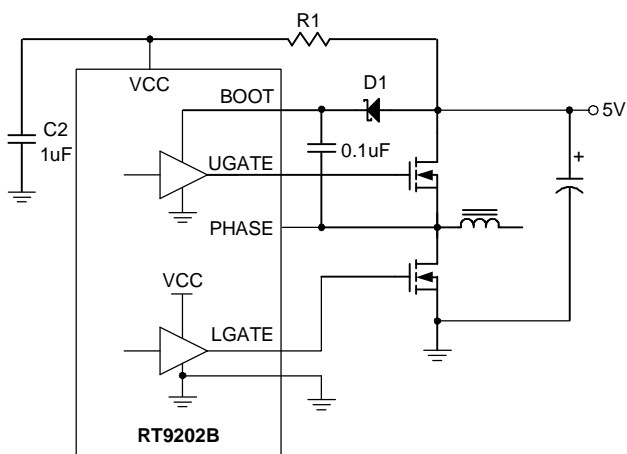 R1
VCC
BOOT
D1
5V
C2
1uF
0.1uF
+
UGATE
PHASE
VCC
LGATE
RT9202B